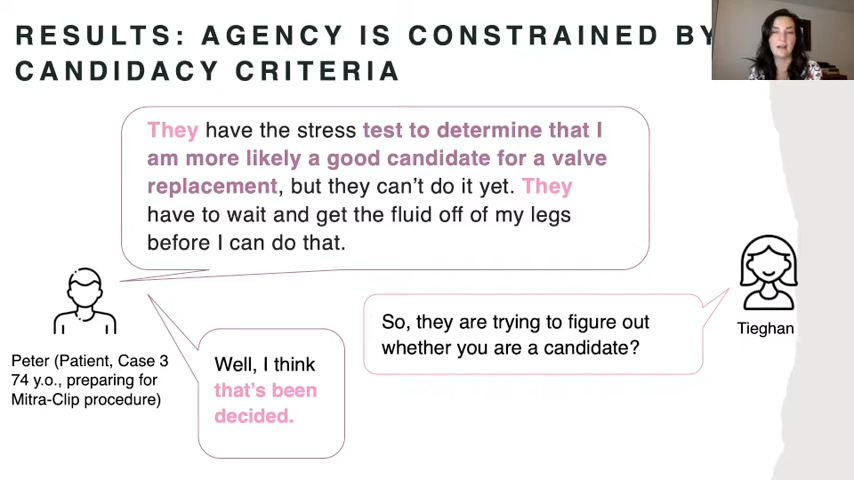 RESULTS: AGENCY IS CONSTRAINED BY
CANDIDACY CRITERIA
They have the stress test to determine that I
am more likely a good candidate for a valve
replacement, but they can't do it yet. They
have to wait and get the fluid off of my legs
before I can do that.
So, they are trying to figure out
whether you are a candidate?
Tieghan
Peter (Patient, Case 3
74 y.o., preparing for
Mitra-Clip procedure)
Well, I think
that's been
decided.